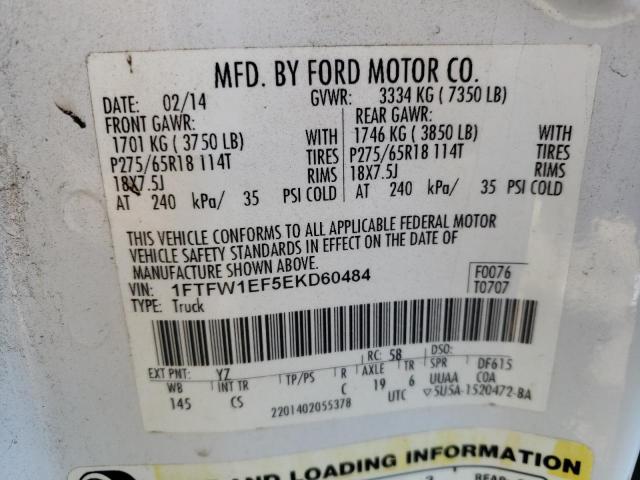 MFD. BY FORD MOTOR CO.
DATE: 02/14 GVWR: 3334 KG ( 7350 LB)
FRONT GAWR: REAR GAWR:
1701 KG ( 3750 LB) WITH 1746 KG ( 3850 LB) WITH
P275/65R18 114T TIRES P275/65R18 114T TIRES
18X7.5J RIMS 18X7.5J RIMS
AT 240 kPa/ 35 PSI COLD AT 240 kPa/ 35 PSI COLD
THIS VEHICLE CONFORMS TO ALL APPLICABLE FEDERAL MOTOR
VEHICLE SAFETY STANDARDS IN EFFECT ON THE DATE OF
MANUFACTURE SHOWN ABOVE.
VIN: 1FTFW1EF5EKD60484 F0076
TYPE: Truck T0707
EXT PNT: YZ RC: 58 DSO:
WB INT TR TP/PS R AXLE TR SPR DF615
145 CS C 19 6 UUAA COA
2201402055378 UTC ▽5U5A-1520472-BA
AND LOADING INFORMATION